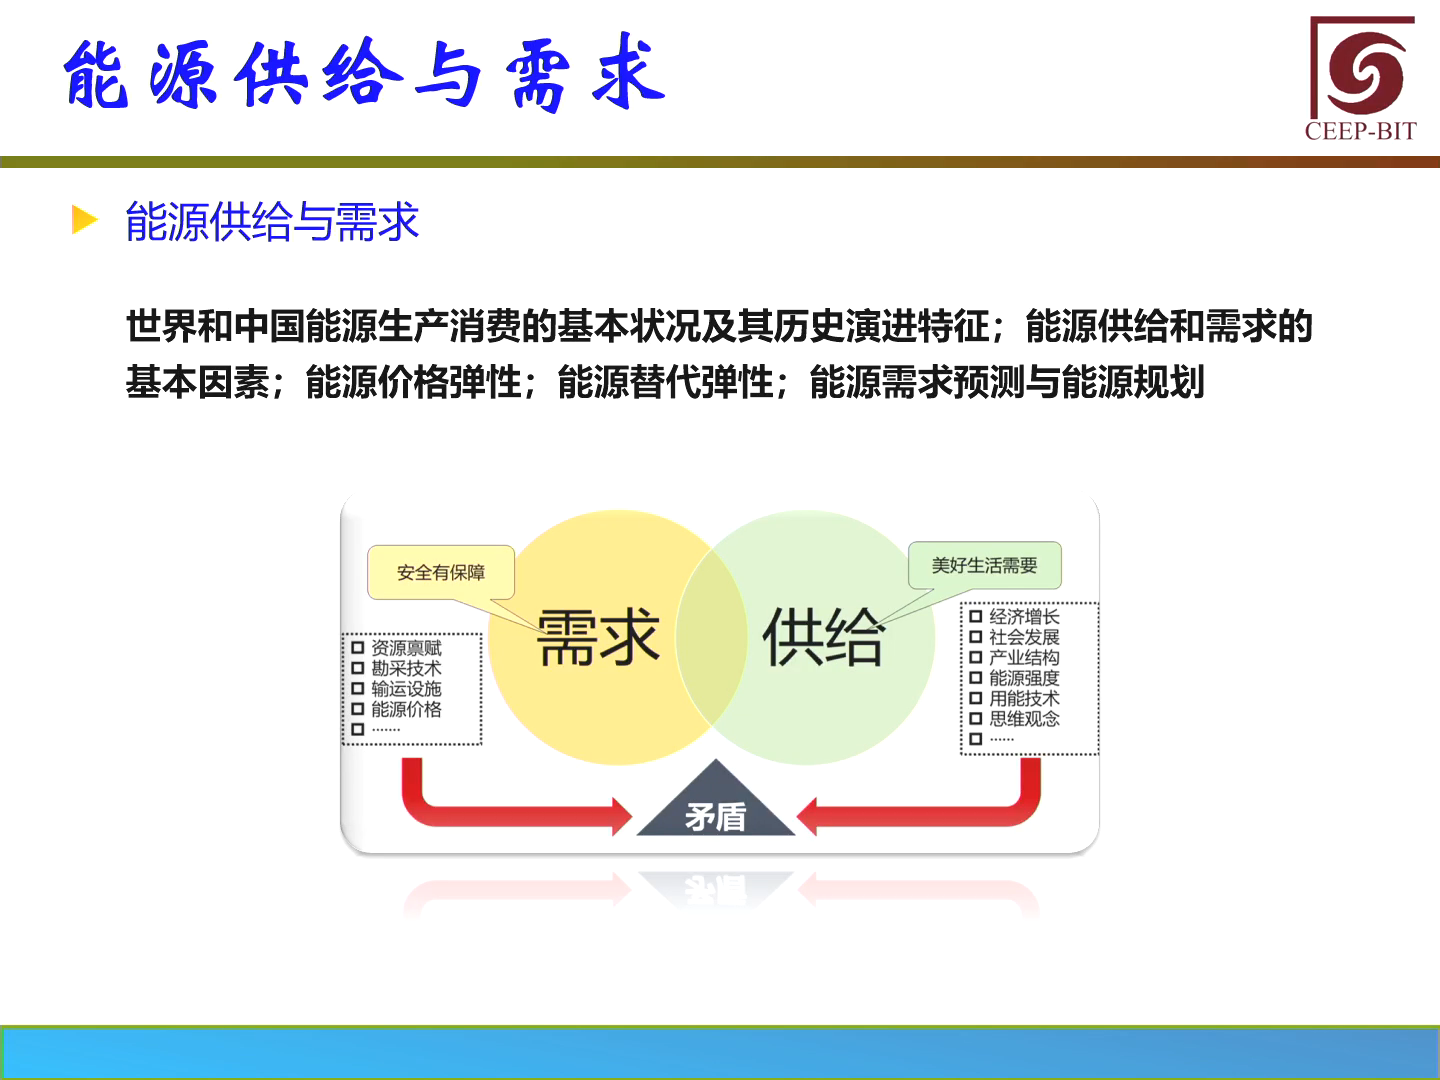 能源供给与需求
CEEP-BIT
能源供给与需求
世界和中国能源生产消费的基本状况及其历史演进特征；能源供给和需求的
基本因素；能源价格弹性；能源替代弹性；能源需求预测与能源规划
安全有保障
美好生活需要
需求
供给
资源禀赋
勘采技术
输运设施
能源价格
......
经济增长
社会发展
产业结构
能源强度
用能技术
思维观念
......
矛盾